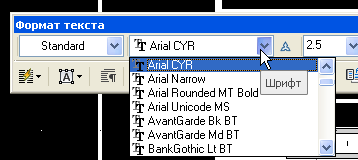 Формат текста
Standard Arial CYR 2.5
Arial CYR
Arial Narrow
Arial Rounded MT Bold
Шрифт
Arial Unicode MS
AvantGarde Bk BT
AvantGarde Md BT
BankGothic Lt BT